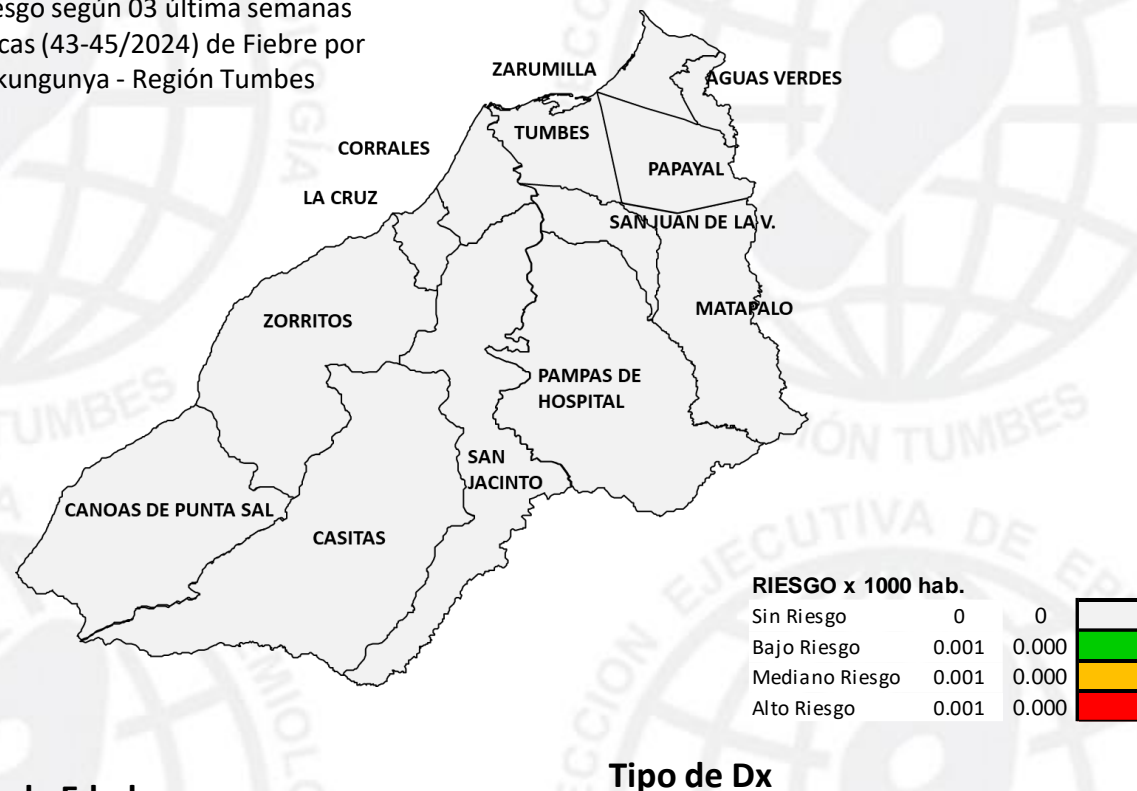 esgo según 03 última semanas
cas (43-45/2024) de Fiebre por
kungunya - Región Tumbes
ZARUMILLA
AGUAS VERDES
TUMBES
CORRALES
PAPAYAL
LA CRUZ
SAN JUAN DE LA V.
MATAPALO
ZORRITOS
PAMPAS DE
HOSPITAL
SAN
JACINTO
CANOAS DE PUNTA SAL
CASITAS
RIESGO x 1000 hab.
Sin Riesgo 0 0
Bajo Riesgo 0.001 0.000
Mediano Riesgo 0.001 0.000
Alto Riesgo 0.001 0.000
Tipo de Dx